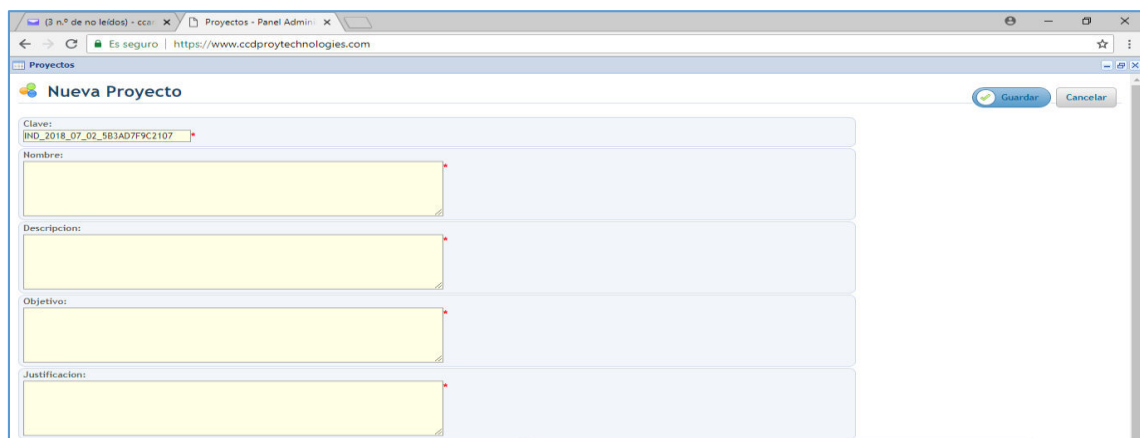 (3 n.º de no leídos) - ccar
Proyectos - Panel Admini
Es seguro | https://www.ccdproytechnologies.com
Proyectos
Nueva Proyecto
Guardar
Cancelar
Clave:
IND_2018_07_02_5B3AD7F9C2107 *
Nombre:
*
Descripcion:
*
Objetivo:
*
Justificacion:
*